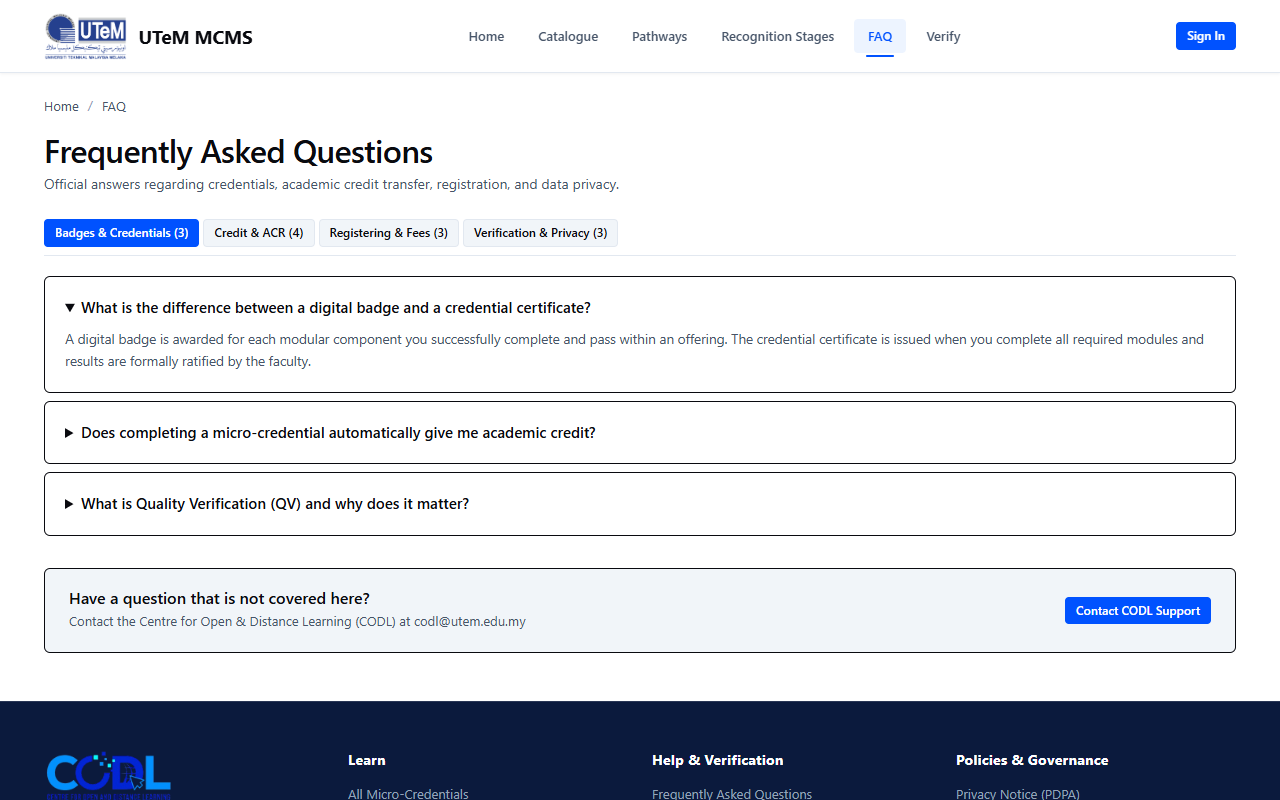 UTeM
UNIVERSITI TEKNIKAL MALAYSIA MELAKA
UTeM MCMS
Home
Catalogue
Pathways
Recognition Stages
FAQ
Verify
Sign In
Home / FAQ
Frequently Asked Questions
Official answers regarding credentials, academic credit transfer, registration, and data privacy.
Badges & Credentials (3)
Credit & ACR (4)
Registering & Fees (3)
Verification & Privacy (3)
▼ What is the difference between a digital badge and a credential certificate?
A digital badge is awarded for each modular component you successfully complete and pass within an offering. The credential certificate is issued when you complete all required modules and
results are formally ratified by the faculty.
▶ Does completing a micro-credential automatically give me academic credit?
▶ What is Quality Verification (QV) and why does it matter?
Have a question that is not covered here?
Contact the Centre for Open & Distance Learning (CODL) at codl@utem.edu.my
Contact CODL Support
CODL
Learn
Help & Verification
Policies & Governance
All Micro-Credentials
Frequently Asked Questions
Privacy Notice (PDPA)